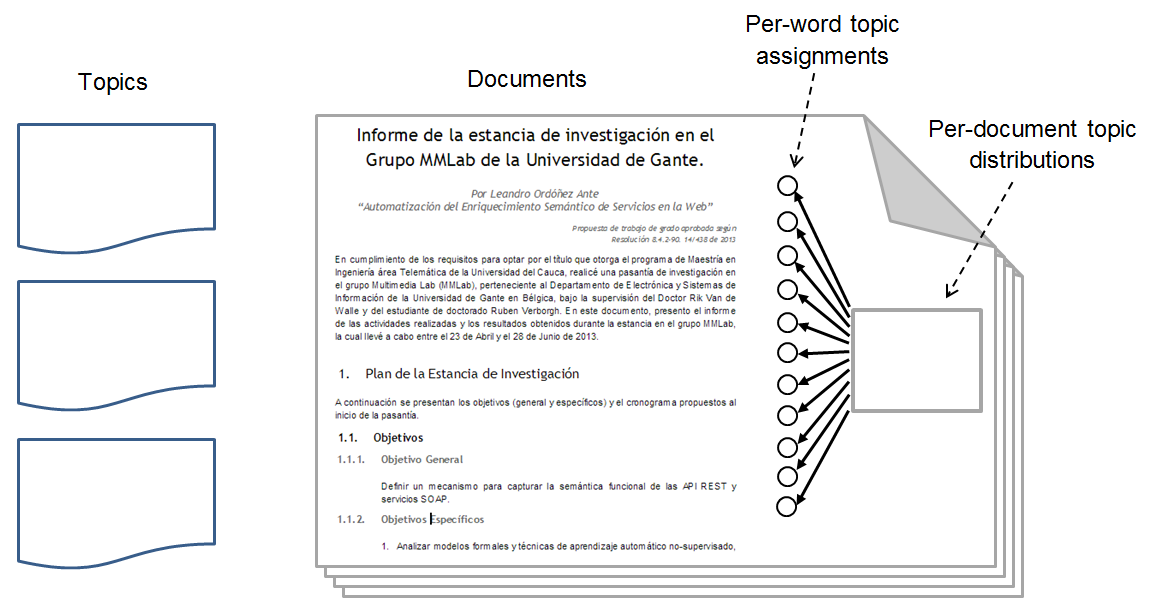 Topics
Documents
Per-word topic
assignments
Per-document topic
distributions
Informe de la estancia de investigación en el
Grupo MMLab de la Universidad de Gante.
Por Leandro Ordóñez Ante
“Automatización del Enriquecimiento Semántico de Servicios en la Web”
Propuesta de trabajo de grado aprobada según
Resolución 8.4.2-90. 14/438 de 2013
En cumplimiento de los requisitos para optar por el título que otorga el programa de Maestría en
Ingeniería área Telemática de la Universidad del Cauca, realicé una pasantía de investigación en
el grupo Multimedia Lab (MMLab), perteneciente al Departamento de Electrónica y Sistemas de
Información de la Universidad de Gante en Bélgica, bajo la supervisión del Doctor Rik Van de
Walle y del estudiante de doctorado Ruben Verborgh. En este documento, presento el informe
de las actividades realizadas y los resultados obtenidos durante la estancia en el grupo MMLab,
la cual llevé a cabo entre el 23 de Abril y el 28 de Junio de 2013.
1. Plan de la Estancia de Investigación
A continuación se presentan los objetivos (general y específicos) y el cronograma propuestos al
inicio de la pasantía.
1.1. Objetivos
1.1.1. Objetivo General
Definir un mecanismo para capturar la semántica funcional de las API REST y
servicios SOAP.
1.1.2. Objetivos Específicos
1. Analizar modelos formales y técnicas de aprendizaje automático no-supervisado,